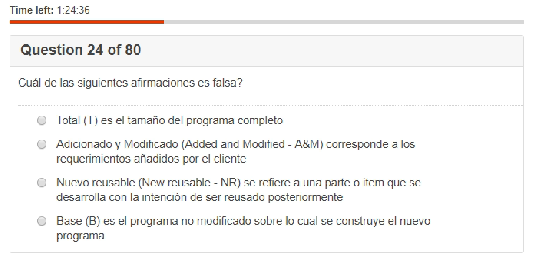 Time left: 1:24:36
Question 24 of 80
Cuál de las siguientes afirmaciones es falsa?
Total (T) es el tamaño del programa completo
Adicionado y Modificado (Added and Modified - A&M) corresponde a los
requerimientos añadidos por el cliente
Nuevo reusable (New reusable - NR) se refiere a una parte o item que se
desarrolla con la intención de ser reusado posteriormente
Base (B) es el programa no modificado sobre lo cual se construye el nuevo
programa